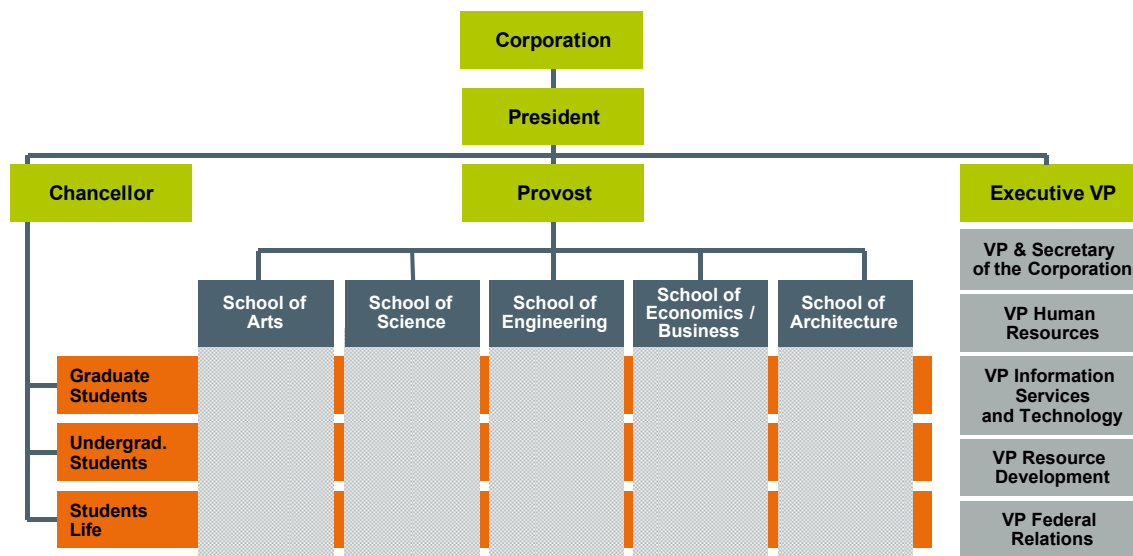 Corporation
President
Chancellor
Provost
Executive VP
VP & Secretary
of the Corporation
School of
Arts
School of
Science
School of
Engineering
School of
Economics /
Business
School of
Architecture
VP Human
Resources
Graduate
Students
VP Information
Services
and Technology
Undergrad.
Students
VP Resource
Development
Students
Life
VP Federal
Relations